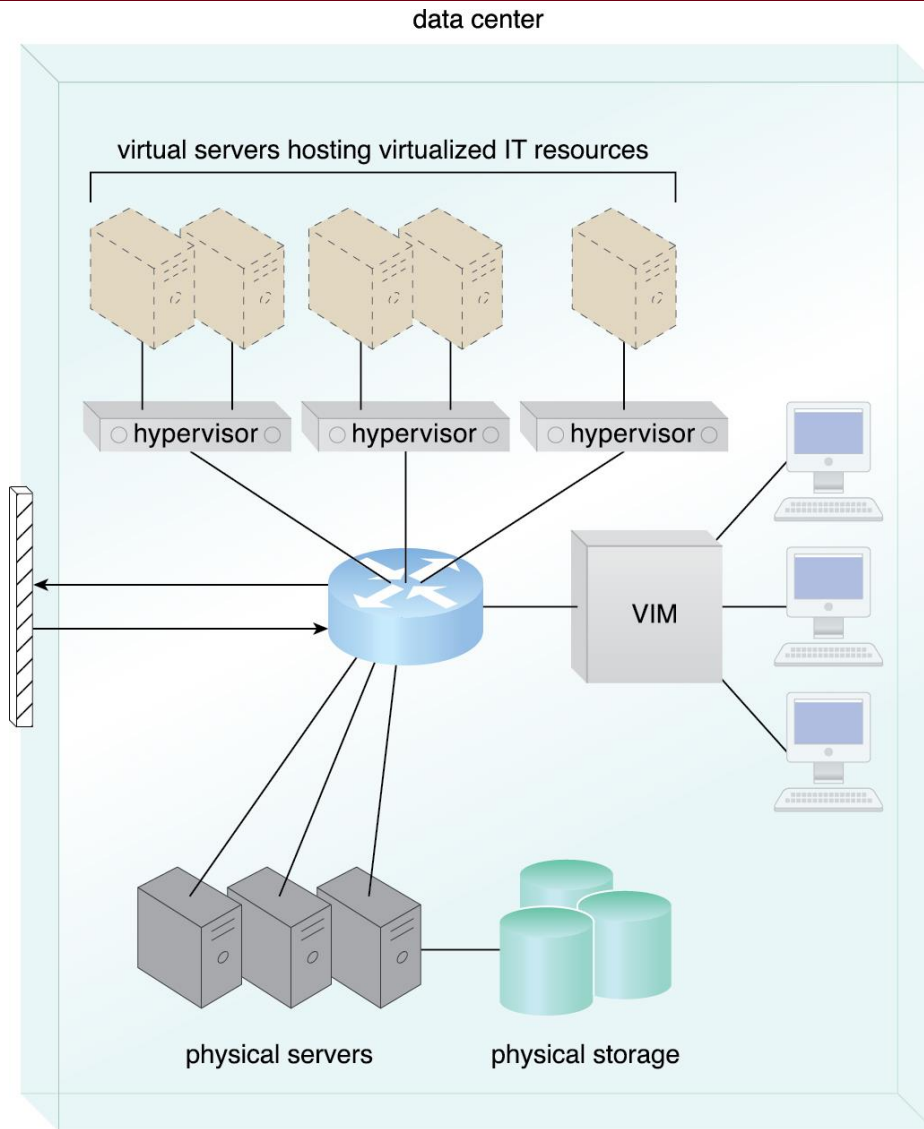 data center
virtual servers hosting virtualized IT resources
hypervisor
hypervisor
hypervisor
VIM
physical servers
physical storage